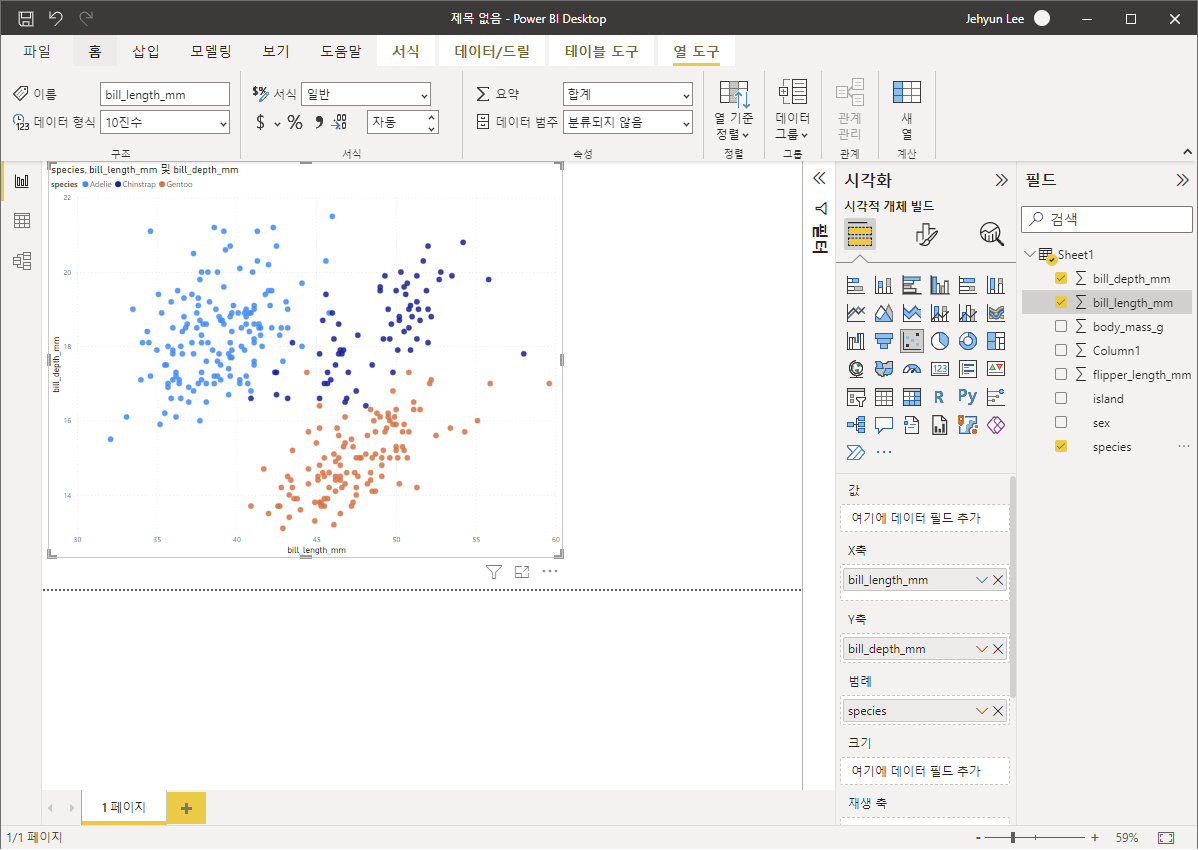 제목 없음 - Power BI Desktop
Jehyun Lee
파일 홈 삽입 모델링 보기 도움말 서식 데이터/드릴 테이블 도구 열 도구
이름 bill_length_mm
데이터 형식 10진수
구조
서식 일반
$ % 자동
서식
요약 합계
데이터 범주 분류되지 않음
속성
열 기준
정렬
정렬
데이터
그룹
그룹
관계
관리
관계
새
열
계산
species, bill_length_mm 및 bill_depth_mm
species Adelie Chinstrap Gentoo
22
20
18
16
14
bill_depth_mm
30 35 40 45 50 55 60
bill_length_mm
필터
시각화
시각적 개체 빌드
123
R
Py
값
여기에 데이터 필드 추가
X축
bill_length_mm
Y축
bill_depth_mm
범례
species
크기
여기에 데이터 필드 추가
재생 축
필드
검색
Sheet1
bill_depth_mm
bill_length_mm
body_mass_g
Column1
flipper_length_mm
island
sex
species
1 페이지
1/1 페이지
- + 59%